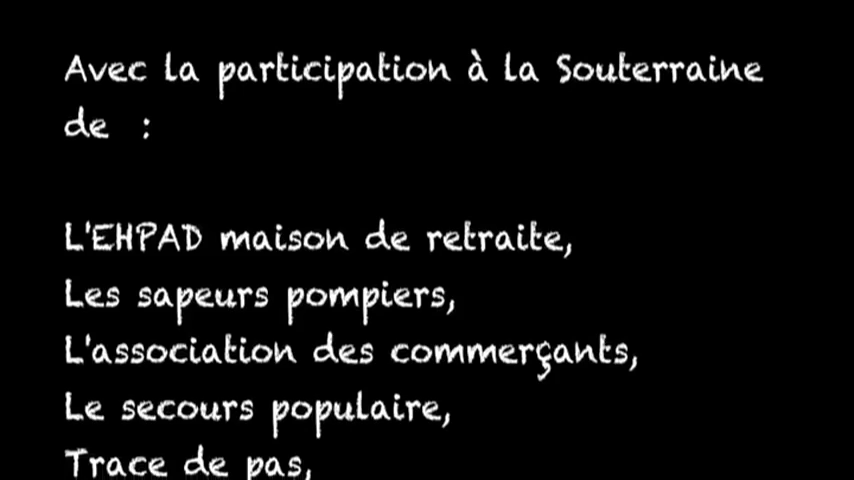 Avec la participation à la Souterraine
de :
L'EHPAD maison de retraite,
Les sapeurs pompiers,
L'association des commerçants,
Le secours populaire,
Trace de pas,